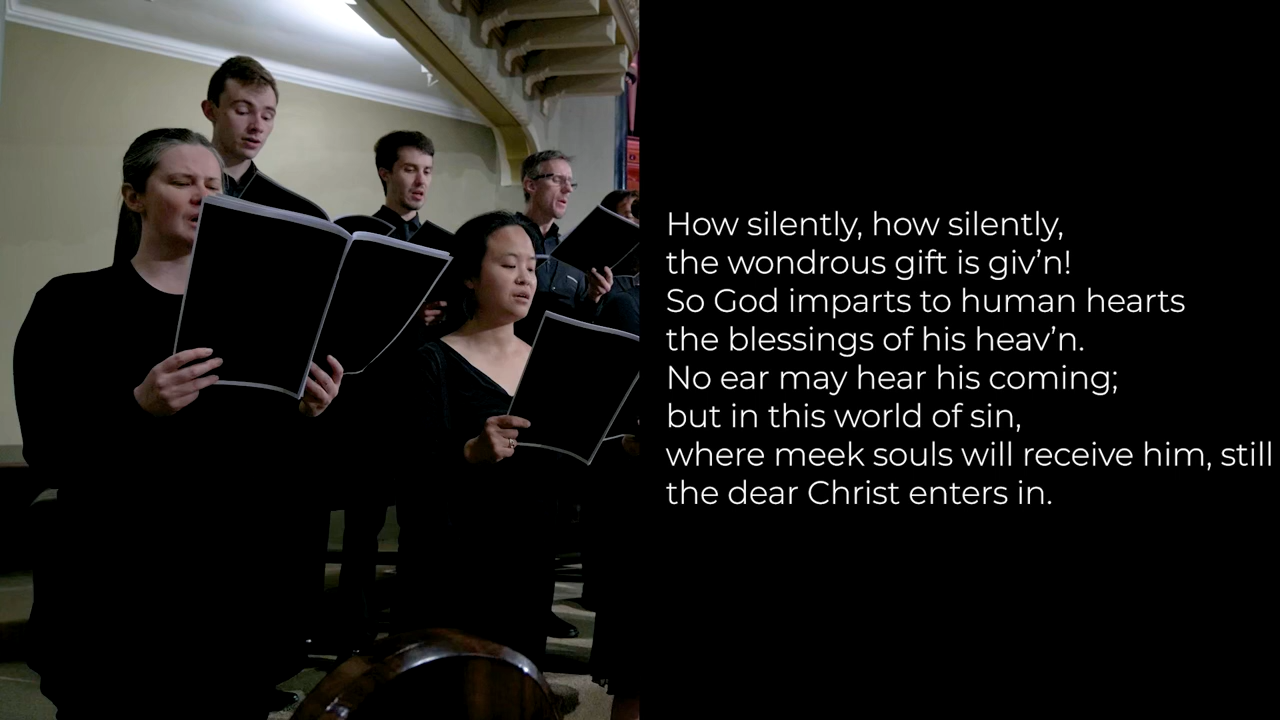 How silently, how silently,
the wondrous gift is giv’n!
So God imparts to human hearts
the blessings of his heav’n.
No ear may hear his coming;
but in this world of sin,
where meek souls will receive him, still
the dear Christ enters in.